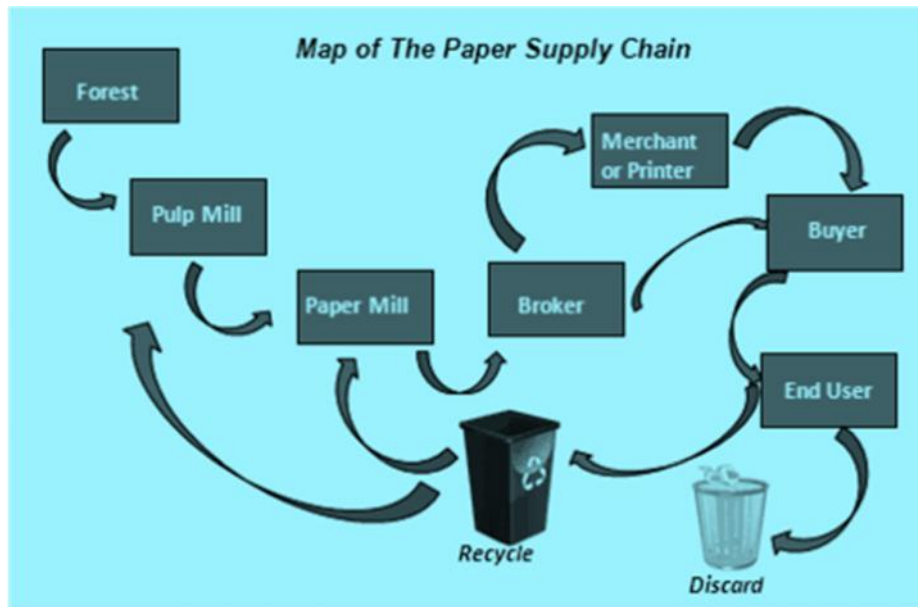 Map of The Paper Supply Chain
Forest
Merchant
or Printer
Pulp Mill
Buyer
Paper Mill
Broker
End User
Recycle
Discard